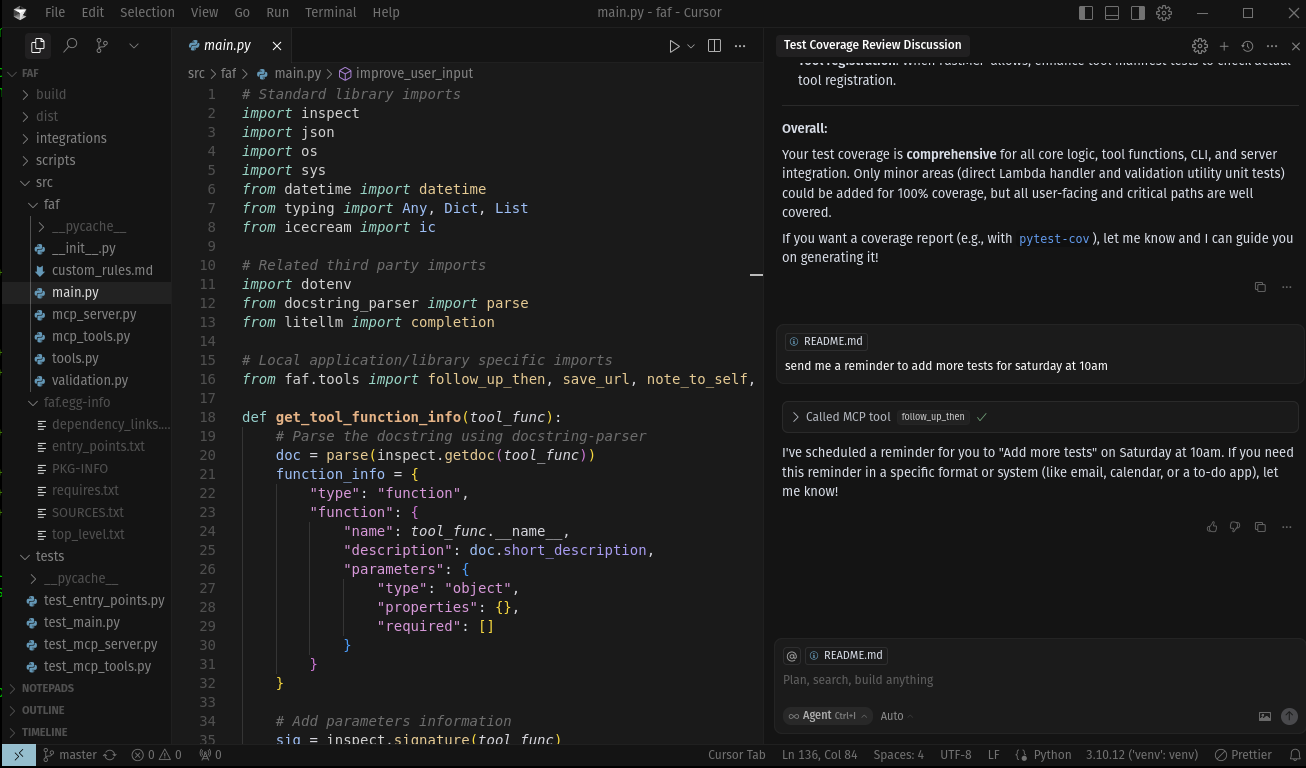 File Edit Selection View Go Run Terminal Help
main.py - faf - Cursor
FAF
build
dist
integrations
scripts
src
faf
__pycache__
__init__.py
custom_rules.md
main.py
mcp_server.py
mcp_tools.py
tools.py
validation.py
faf.egg-info
dependency_links....
entry_points.txt
PKG-INFO
requires.txt
SOURCES.txt
top_level.txt
tests
__pycache__
test_entry_points.py
test_main.py
test_mcp_server.py
test_mcp_tools.py
NOTEPADS
OUTLINE
TIMELINE
main.py
src > faf > main.py > improve_user_input
1 # Standard library imports
2 import inspect
3 import json
4 import os
5 import sys
6 from datetime import datetime
7 from typing import Any, Dict, List
8 from icecream import ic
9
10 # Related third party imports
11 import dotenv
12 from docstring_parser import parse
13 from litellm import completion
14
15 # Local application/library specific imports
16 from faf.tools import follow_up_then, save_url, note_to_self,
17
18 def get_tool_function_info(tool_func):
19 # Parse the docstring using docstring-parser
20 doc = parse(inspect.getdoc(tool_func))
21 function_info = {
22 "type": "function",
23 "function": {
24 "name": tool_func.__name__,
25 "description": doc.short_description,
26 "parameters": {
27 "type": "object",
28 "properties": {},
29 "required": []
30 }
31 }
32 }
33
34 # Add parameters information
35 sig = inspect.signature(tool_func)
Test Coverage Review Discussion
Tool registration: When FastMCP allows, enhance tool manifest tests to check actual
tool registration.
Overall:
Your test coverage is comprehensive for all core logic, tool functions, CLI, and server
integration. Only minor areas (direct Lambda handler and validation utility unit tests)
could be added for 100% coverage, but all user-facing and critical paths are well
covered.
If you want a coverage report (e.g., with pytest-cov), let me know and I can guide you
on generating it!
README.md
send me a reminder to add more tests for saturday at 10am
Called MCP tool follow_up_then
I've scheduled a reminder for you to "Add more tests" on Saturday at 10am. If you need
this reminder in a specific format or system (like email, calendar, or a to-do app), let
me know!
@ README.md
Plan, search, build anything
Agent Ctrl+I Auto
master 0 0 0 Cursor Tab Ln 136, Col 84 Spaces: 4 UTF-8 LF Python 3.10.12 ('venv': venv) Prettier